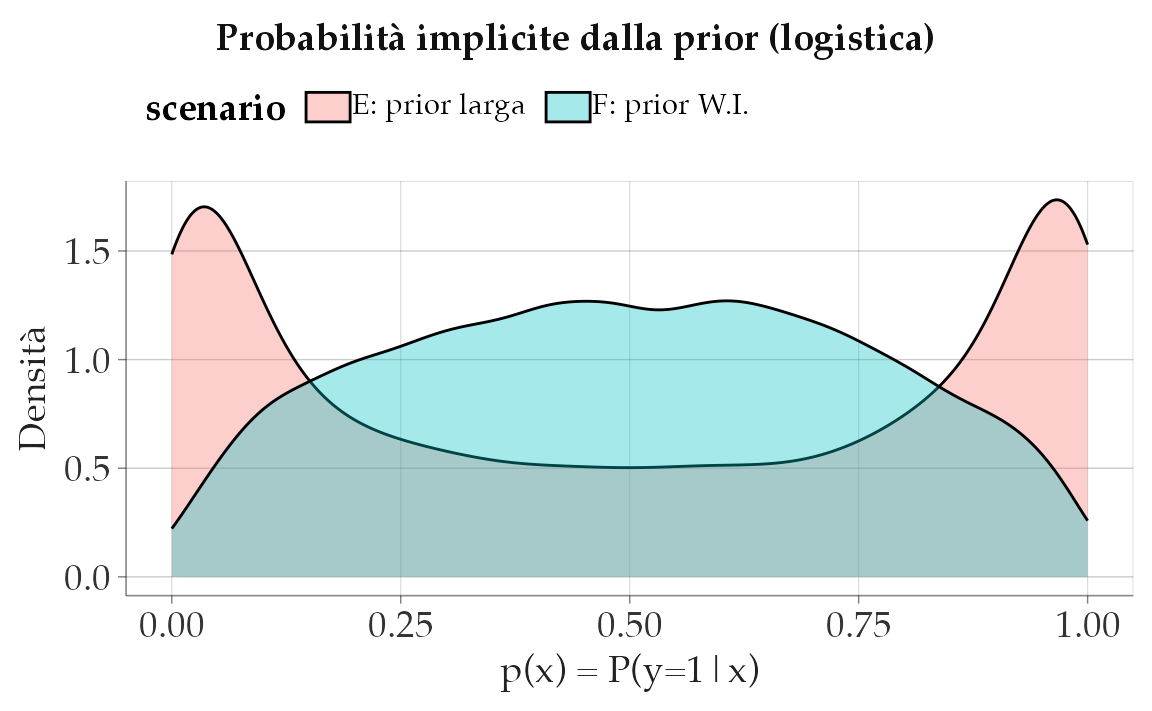 Probabilità implicite dalla prior (logistica)
scenario E: prior larga F: prior W.I.
Densità
1.5
1.0
0.5
0.0
0.00 0.25 0.50 0.75 1.00
p(x) = P(y=1 | x)